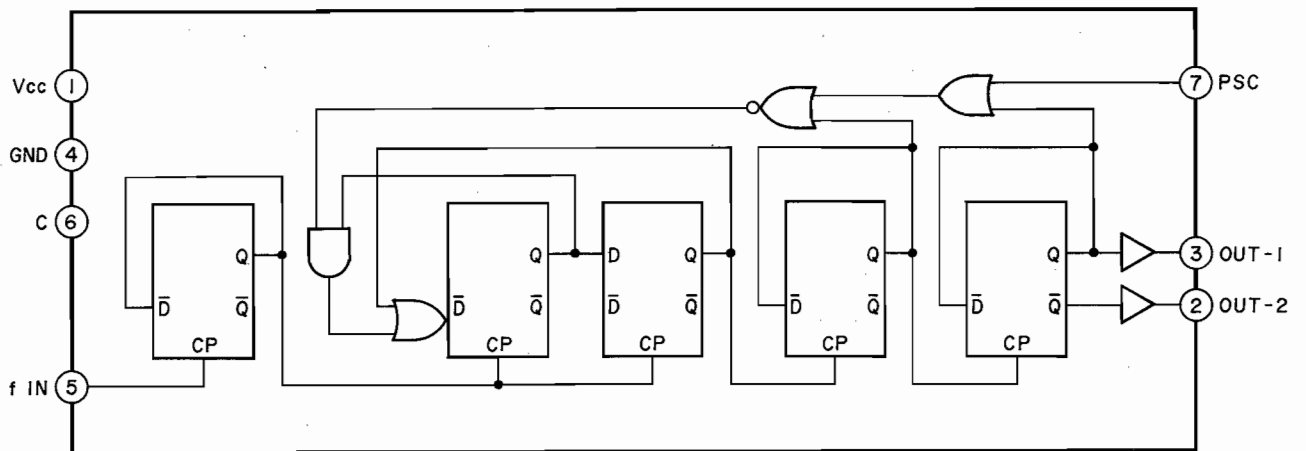 1 Vcc
7 PSC
GND 4
C 6
Q Q D Q Q Q
3 OUT-1
D̅ Q̅ D̅ Q̅ D̅ Q̅ D̅ Q̅ D̅ Q̅
2 OUT-2
CP CP CP CP CP
f IN 5